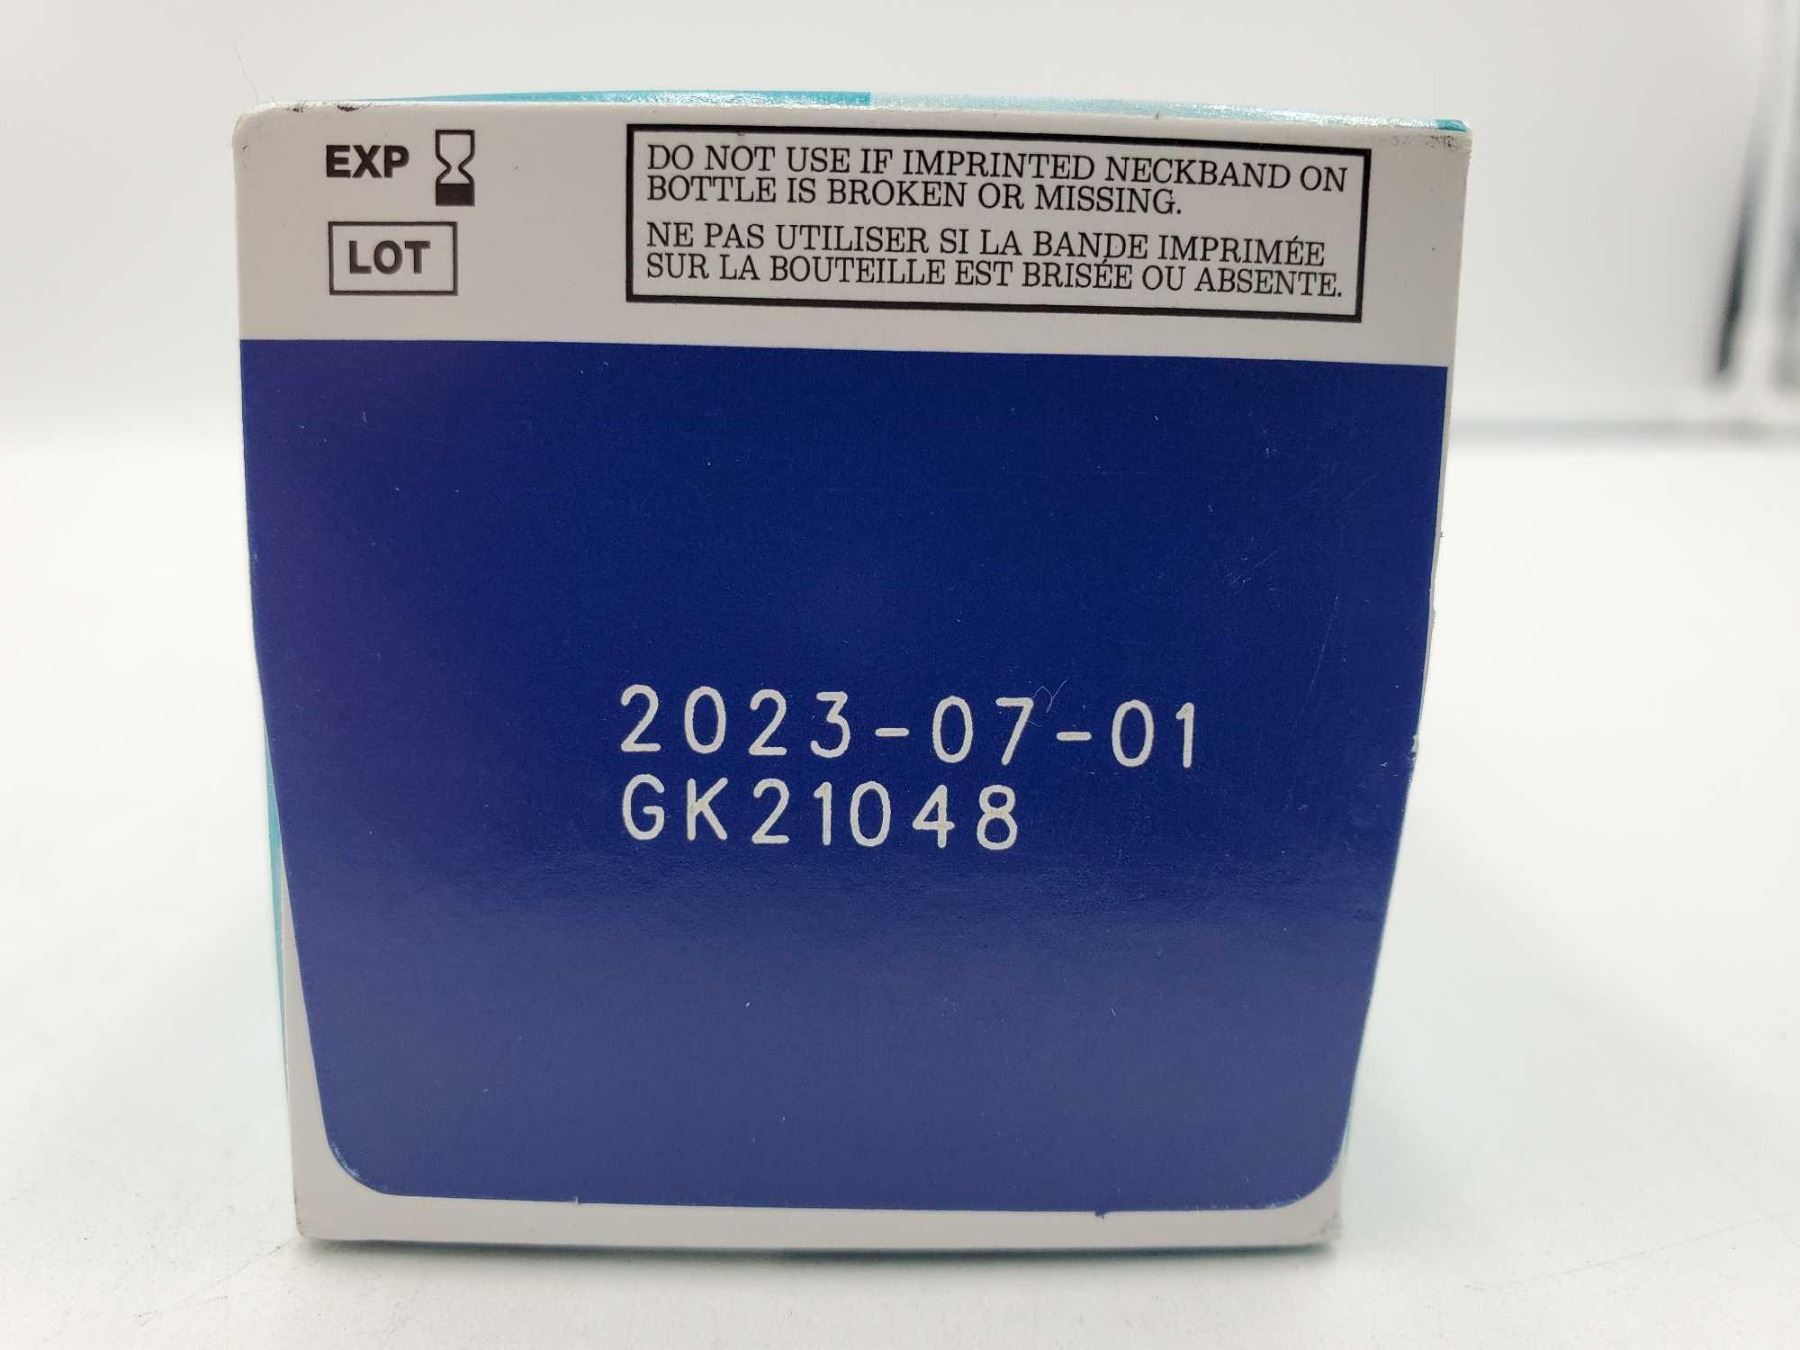 EXP
LOT
DO NOT USE IF IMPRINTED NECKBAND ON
BOTTLE IS BROKEN OR MISSING.
NE PAS UTILISER SI LA BANDE IMPRIMÉE
SUR LA BOUTEILLE EST BRISÉE OU ABSENTE.
2023-07-01
GK21048